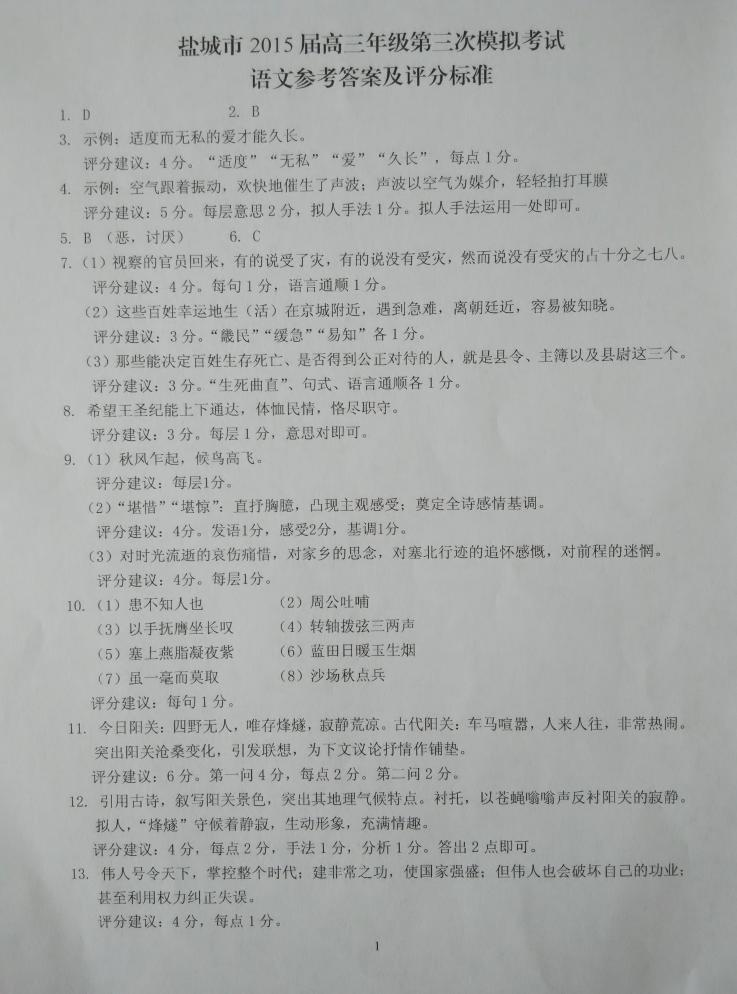 盐城市 2015 届高三年级第三次模拟考试
语文参考答案及评分标准
1. D 2. B
3. 示例：适度而无私的爱才能久长。
评分建议：4 分。“适度”“无私”“爱”“久长”，每点 1 分。
4. 示例：空气跟着振动，欢快地催生了声波；声波以空气为媒介，轻轻拍打耳膜
评分建议：5 分。每层意思 2 分，拟人手法 1 分。拟人手法运用一处即可。
5. B （恶，讨厌） 6. C
7.（1）视察的官员回来，有的说受了灾，有的说没有受灾，然而说没有受灾的占十分之七八。
评分建议：4 分。每句 1 分，语言通顺 1 分。
（2）这些百姓幸运地生（活）在京城附近，遇到急难，离朝廷近，容易被知晓。
评分建议：3 分。“畿民”“缓急”“易知”各 1 分。
（3）那些能决定百姓生存死亡、是否得到公正对待的人，就是县令、主簿以及县尉这三个。
评分建议：3 分。“生死曲直”、句式、语言通顺各 1 分。
8. 希望王圣纪能上下通达，体恤民情，恪尽职守。
评分建议：3 分。每层 1 分，意思对即可。
9.（1）秋风乍起，候鸟高飞。
评分建议：每层1分。
（2）“堪惜”“堪惊”：直抒胸臆，凸现主观感受；奠定全诗感情基调。
评分建议：4分。发语1分，感受2分，基调1分。
（3）对时光流逝的哀伤痛惜，对家乡的思念，对塞北行迹的追怀感慨，对前程的迷惘。
评分建议：4分。每层1分。
10.（1）患不知人也 （2）周公吐哺
（3）以手抚膺坐长叹 （4）转轴拨弦三两声
（5）塞上燕脂凝夜紫 （6）蓝田日暖玉生烟
（7）虽一毫而莫取 （8）沙场秋点兵
评分建议：每句 1 分。
11. 今日阳关：四野无人，唯存烽燧，寂静荒凉。古代阳关：车马喧嚣，人来人往，非常热闹。
突出阳关沧桑变化，引发联想，为下文议论抒情作铺垫。
评分建议：6 分。第一问 4 分，每点 2 分。第二问 2 分。
12. 引用古诗，叙写阳关景色，突出其地理气候特点。衬托，以苍蝇嗡嗡声反衬阳关的寂静。
拟人，“烽燧”守候着静寂，生动形象，充满情趣。
评分建议：4 分，每点 2 分，手法 1 分，分析 1 分。答出 2 点即可。
13. 伟人号令天下，掌控整个时代；建非常之功，使国家强盛；但伟人也会破坏自己的功业；
甚至利用权力纠正失误。
评分建议：4 分，每点 1 分。
1